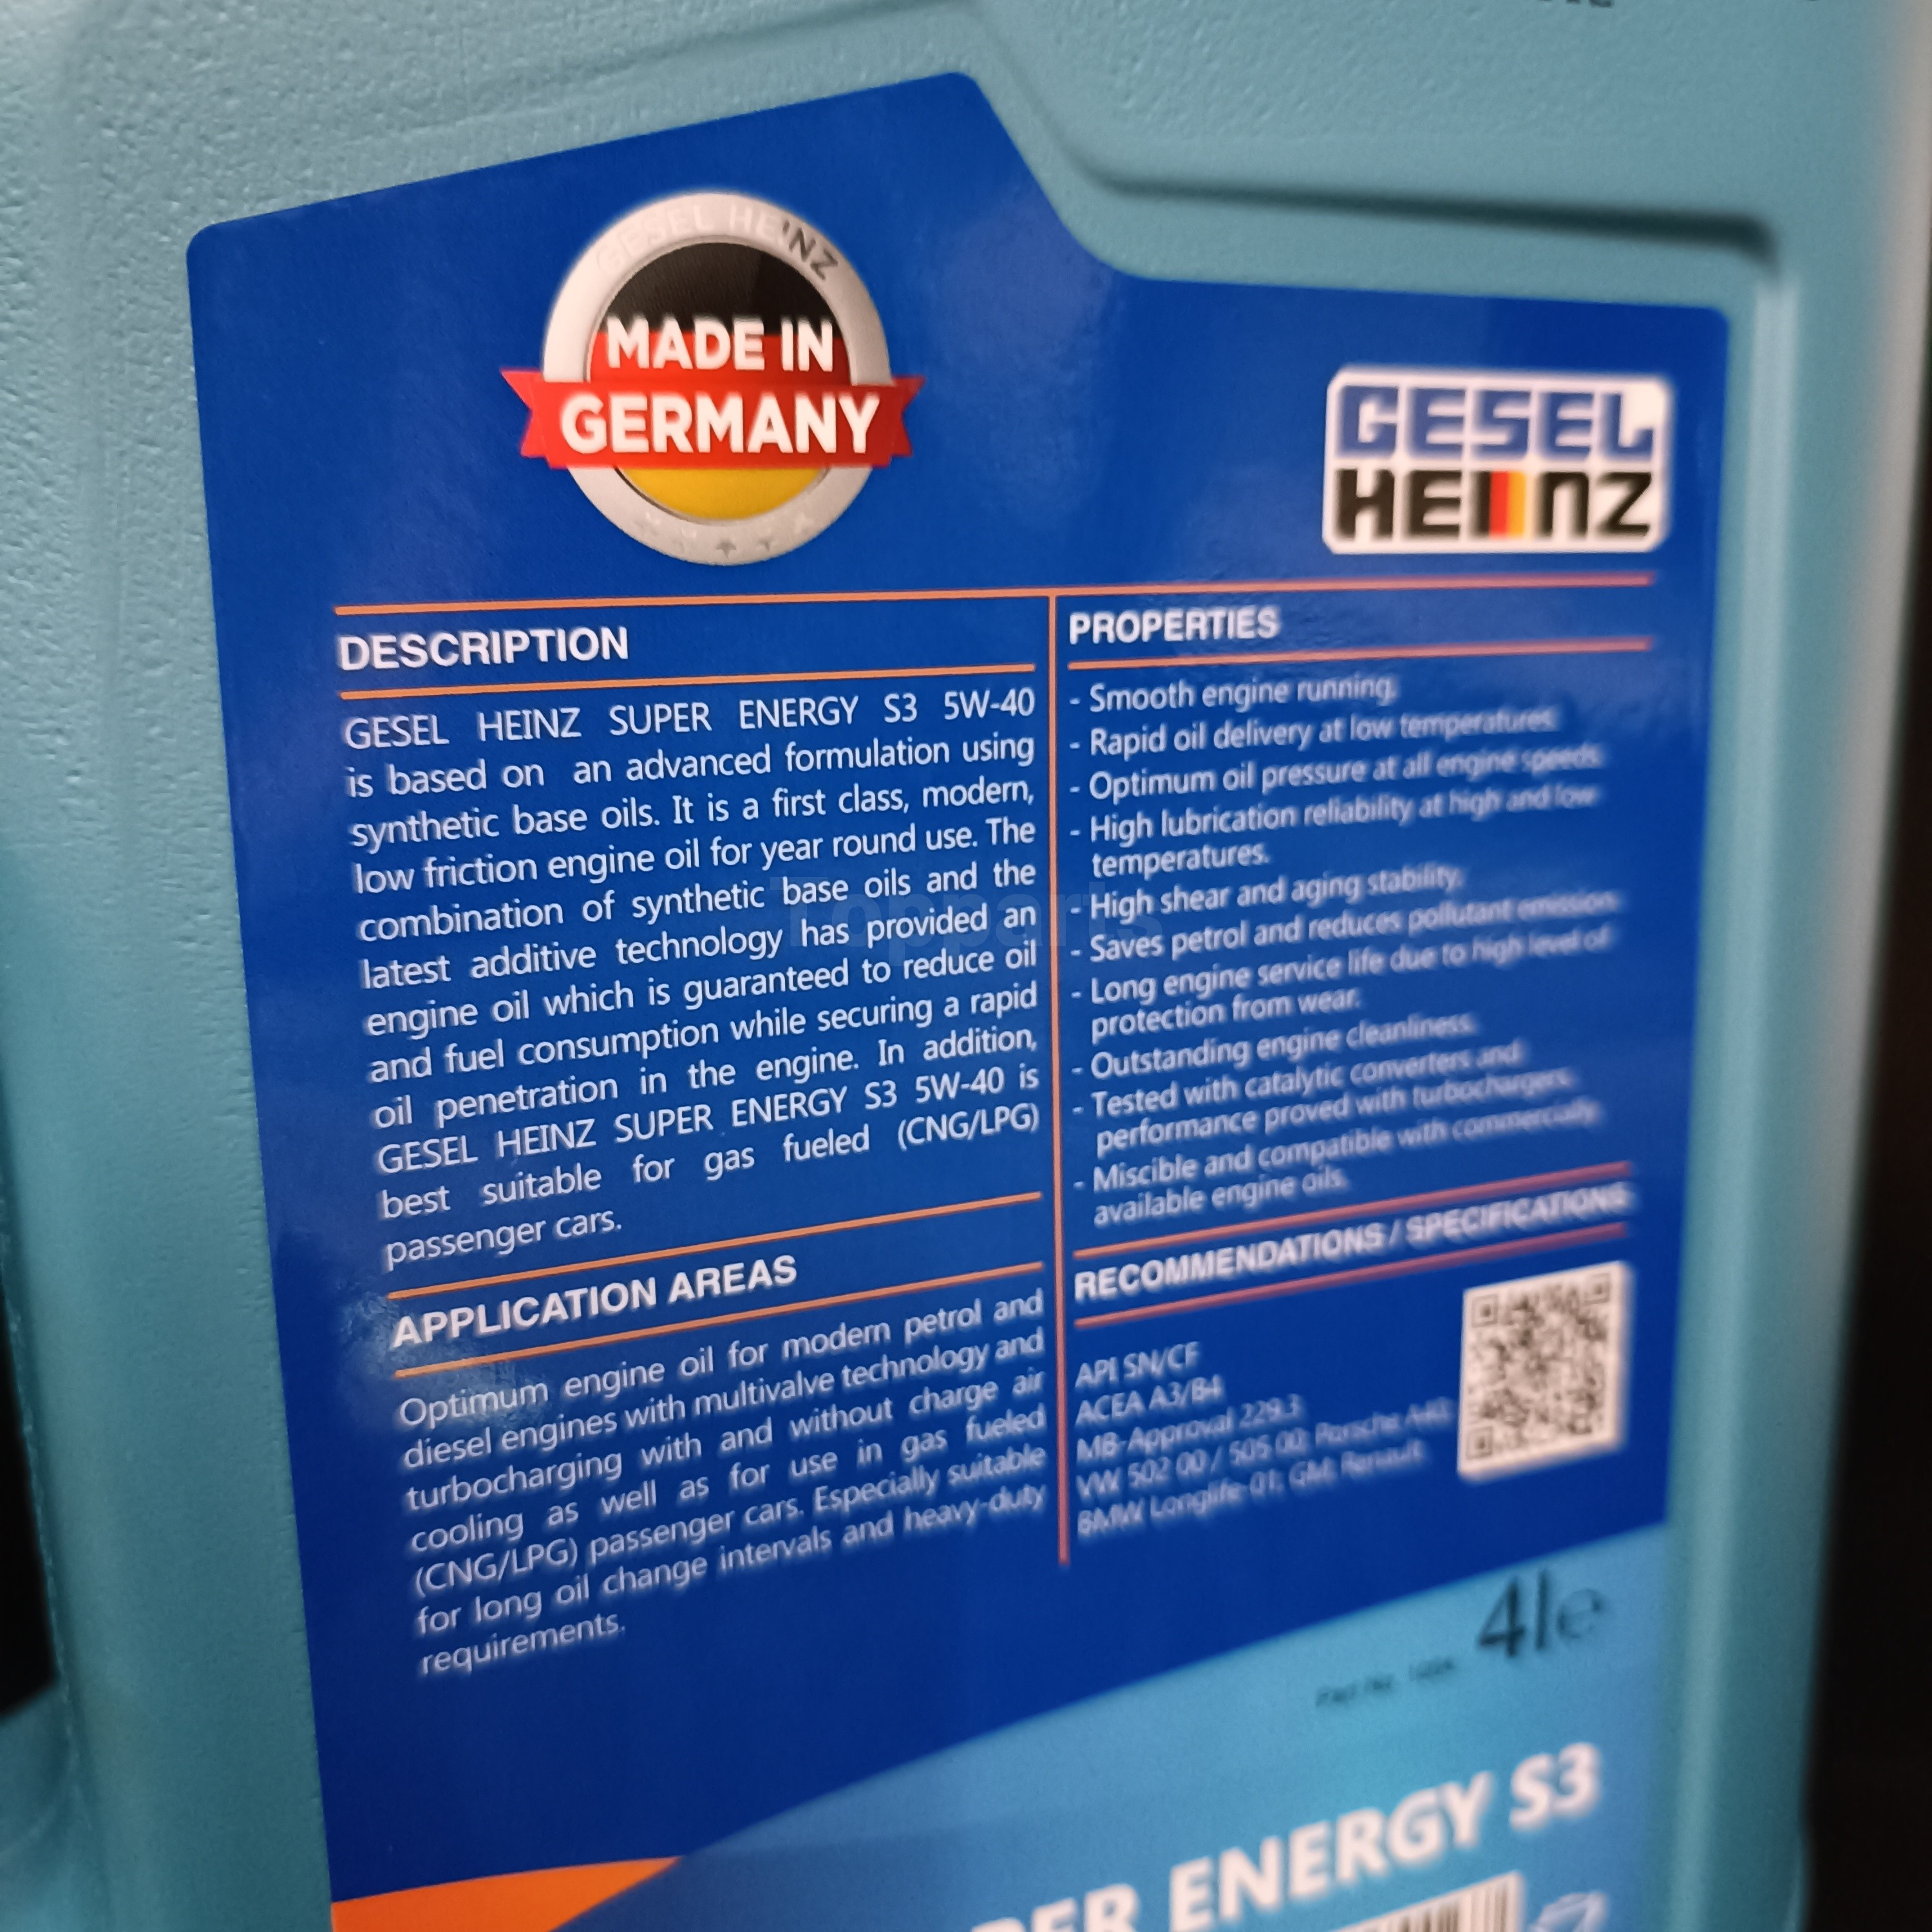 GESEL HEINZ
MADE IN
GERMANY
GESEL
HEINZ
DESCRIPTION
GESEL HEINZ SUPER ENERGY S3 5W-40
is based on an advanced formulation using
synthetic base oils. It is a first class, modern,
low friction engine oil for year round use. The
combination of synthetic base oils and the
latest additive technology has provided an
engine oil which is guaranteed to reduce oil
and fuel consumption while securing a rapid
oil penetration in the engine. In addition,
GESEL HEINZ SUPER ENERGY S3 5W-40 is
best suitable for gas fueled (CNG/LPG)
passenger cars.
APPLICATION AREAS
Optimum engine oil for modern petrol and
diesel engines with multivalve technology and
turbocharging with and without charge air
cooling as well as for use in gas fueled
(CNG/LPG) passenger cars. Especially suitable
for long oil change intervals and heavy-duty
requirements.
PROPERTIES
- Smooth engine running.
- Rapid oil delivery at low temperatures.
- Optimum oil pressure at all engine speeds.
- High lubrication reliability at high and low
temperatures.
- High shear and aging stability.
- Saves petrol and reduces pollutant emission.
- Long engine service life due to high level of
protection from wear.
- Outstanding engine cleanliness.
- Tested with catalytic converters and
performance proved with turbochargers.
- Miscible and compatible with commercially
available engine oils.
RECOMMENDATIONS / SPECIFICATIONS
API SN/CF
ACEA A3/B4
MB-Approval 229.3
VW 502 00 / 505 00; Porsche A40;
BMW Longlife-01; GM; Renault
4l e
Part No.
ENERGY S3
Topparts